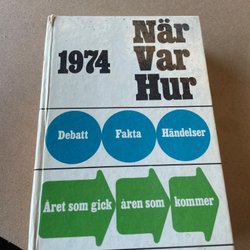 1974
När
Var
Hur
Debatt Fakta Händelser
Året som gick åren som kommer